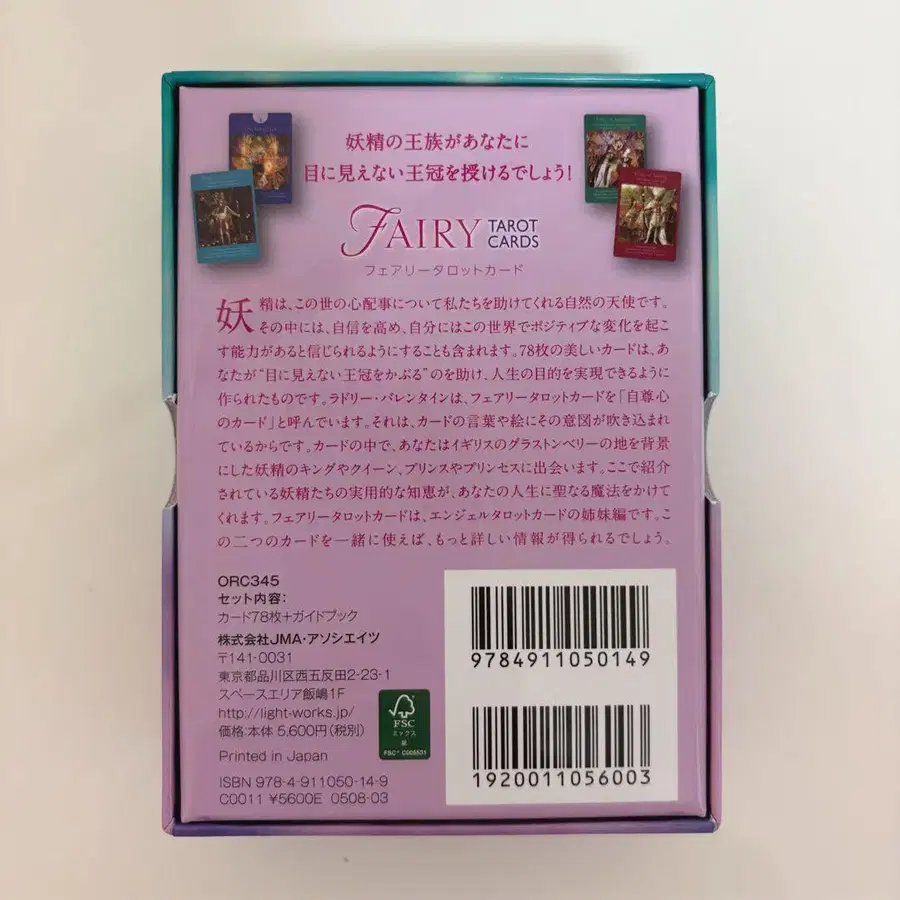 妖精の王族があなたに
目に見えない王冠を授けるでしょう!
FAIRY TAROT CARDS
フェアリータロットカード
妖精は、この世の心配事について私たちを助けてくれる自然の天使です。
その中には、自信を高め、自分にはこの世界でポジティブな変化を起こ
す能力があると信じられるようにすることも含まれます。78枚の美しいカードは、あ
なたが“目に見えない王冠をかぶる”のを助け、人生の目的を実現できるように
作られたものです。ラドリー・バレンタインは、フェアリータロットカードを「自尊心
のカード」と呼んでいます。それは、カードの言葉や絵にその意図が吹き込まれ
ているからです。カードの中で、あなたはイギリスのグラストンベリーの地を背景
にした妖精のキングやクイーン、プリンスやプリンセスに出会います。ここで紹介
されている妖精たちの実用的な知恵が、あなたの人生に聖なる魔法をかけて
くれます。フェアリータロットカードは、エンジェルタロットカードの姉妹編です。こ
の二つのカードを一緒に使えば、もっと詳しい情報が得られるでしょう。
ORC345
セット内容:
カード78枚+ガイドブック
株式会社JMA・アソシエイツ
〒141-0031
東京都品川区西五反田2-23-1
スペースエリア飯嶋1F
http://light-works.jp/
価格:本体 5,600円(税別)
Printed in Japan
ISBN 978-4-911050-14-9
C0011 ¥5600E 0508-03
FSC
ミックス
紙
FSC® C005531
9784911050149
1920011056003